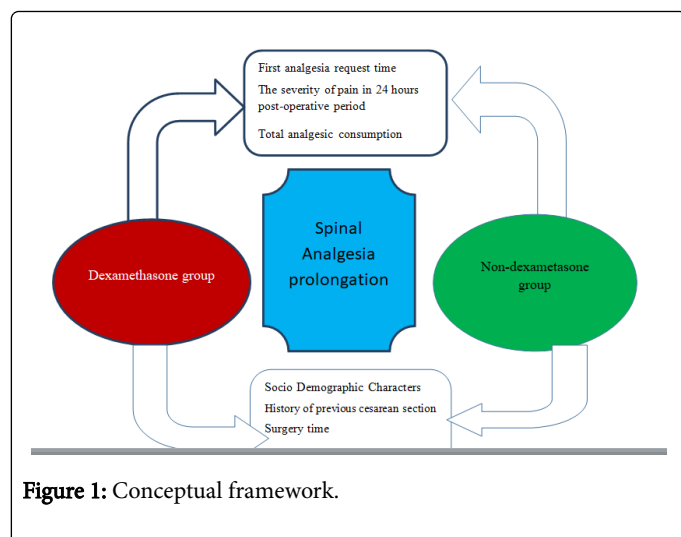 First analgesia request time
The severity of pain in 24 hours
post-operative period
Total analgesic consumption
Spinal
Analgesia
prolongation
Dexamethasone group
Non-dexametasone
group
Socio Demographic Characters
History of previous cesarean section
Surgery time
Figure 1: Conceptual framework.